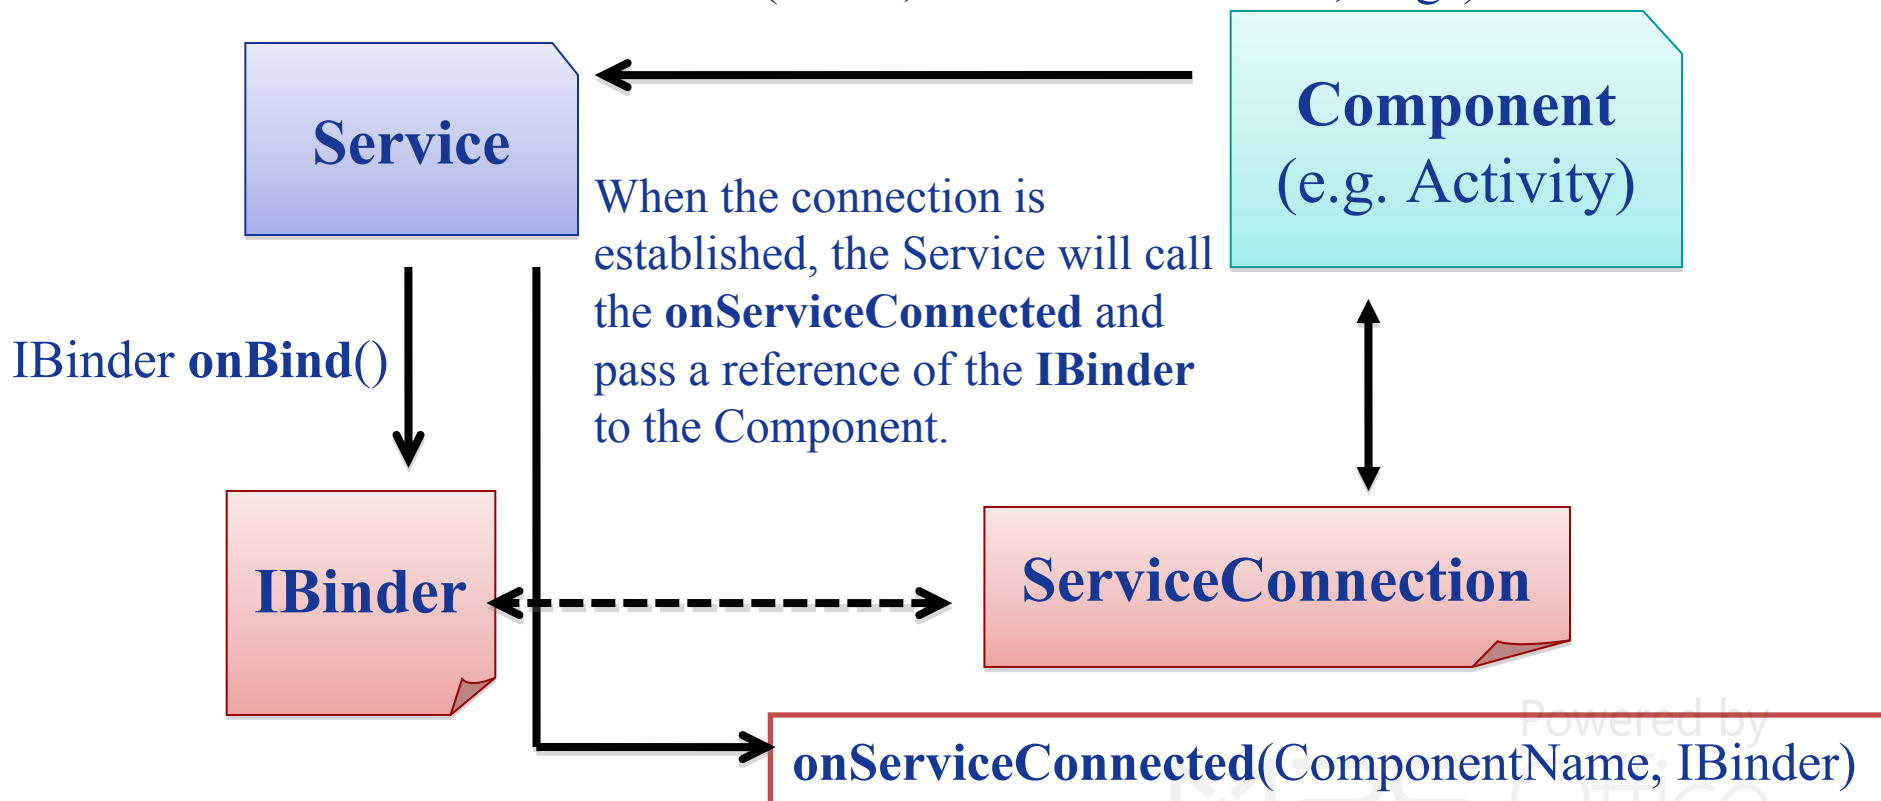 Service
Component
(e.g. Activity)
When the connection is
established, the Service will call
the onServiceConnected and
pass a reference of the IBinder
to the Component.
IBinder onBind()
IBinder
ServiceConnection
Powered by
onServiceConnected(ComponentName, IBinder)